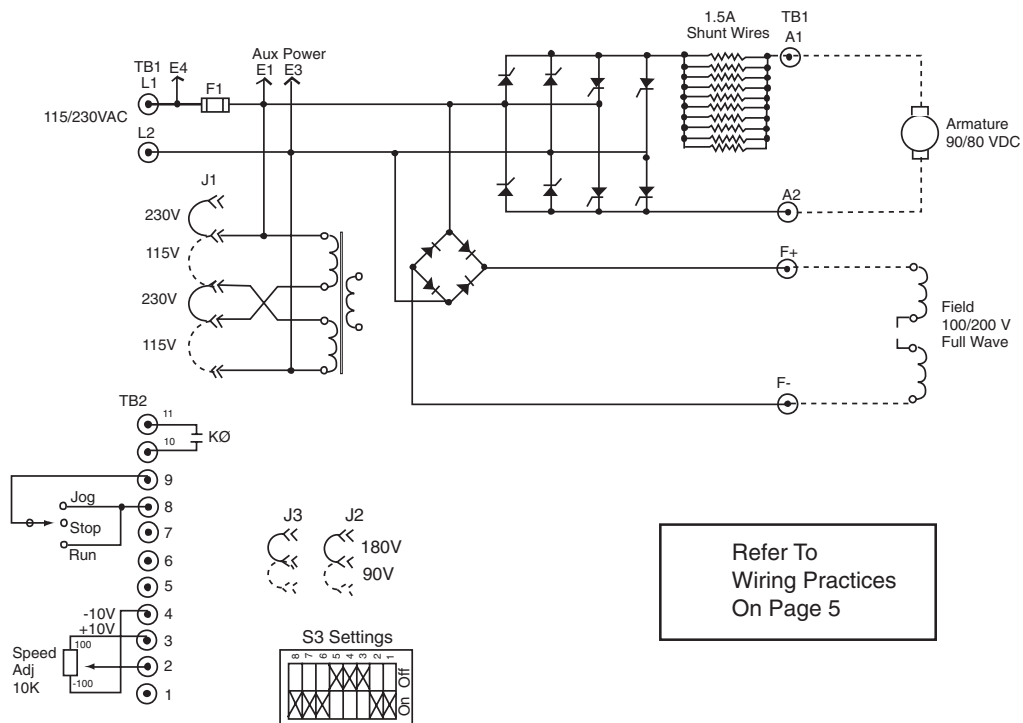 1.5A
Shunt Wires
TB1
A1
Aux Power
E1 E3
TB1
L1
E4
F1
115/230VAC
L2
Armature
90/80 VDC
J1
230V
115V
230V
115V
A2
F+
Field
100/200 V
Full Wave
F-
TB2
11
10
KØ
9
Jog
8
Stop
7
Run
6
5
-10V
4
+10V
3
Speed
Adj
10K
100
-100
2
1
J3
J2
180V
90V
S3 Settings
8 7 6 5 4 3 2 1
On Off
Refer To
Wiring Practices
On Page 5